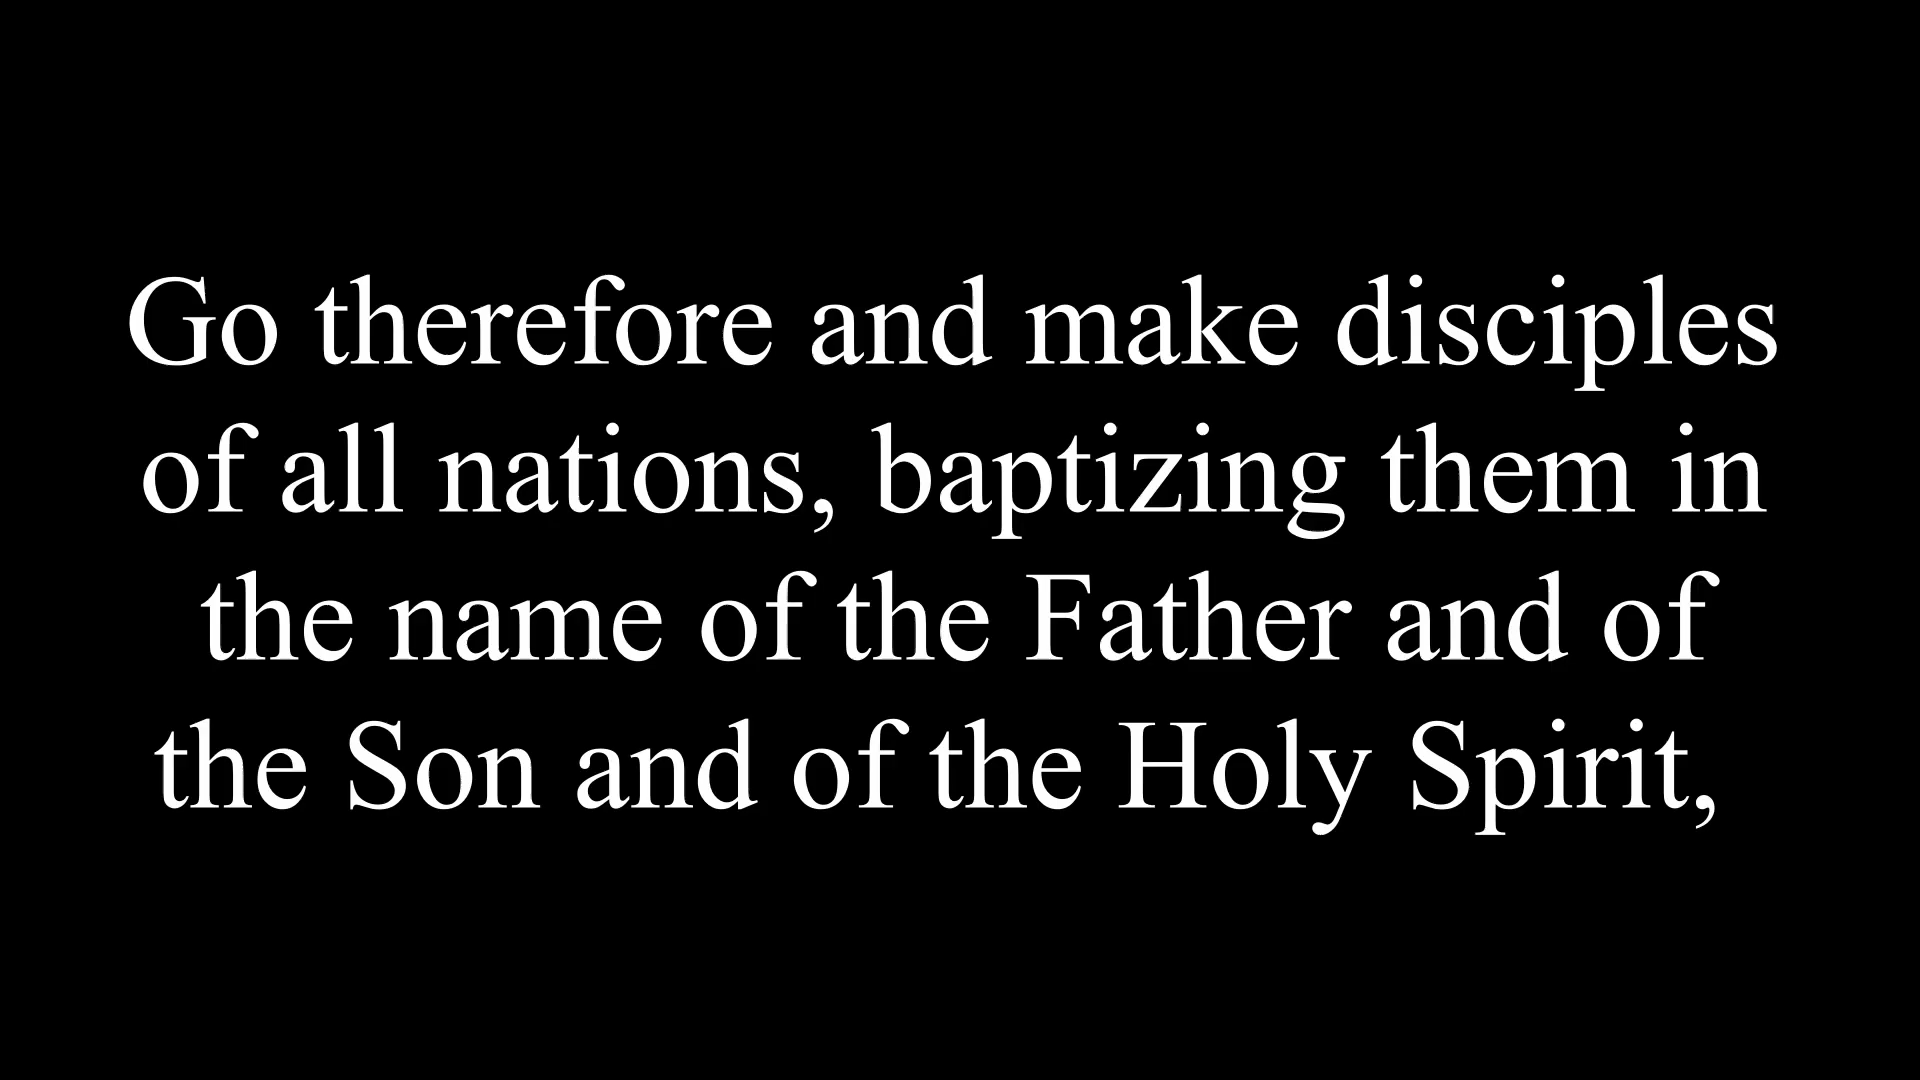 Go therefore and make disciples
of all nations, baptizing them in
the name of the Father and of
the Son and of the Holy Spirit,